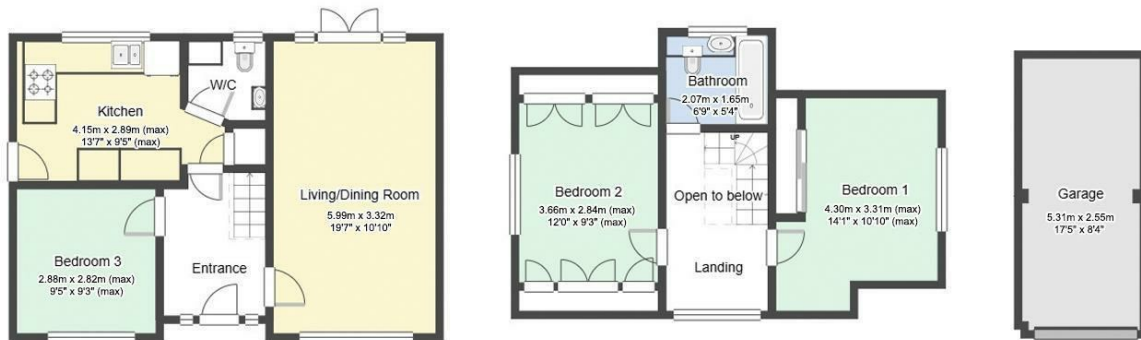 Kitchen
4.15m x 2.89m (max)
13'7" x 9'5" (max)
W/C
Living/Dining Room
5.99m x 3.32m
19'7" x 10'10"
Bedroom 3
2.88m x 2.82m (max)
9'5" x 9'3" (max)
Entrance
Bathroom
2.07m x 1.65m
6'9" x 5'4"
Bedroom 2
3.66m x 2.84m (max)
12'0" x 9'3" (max)
UP
Open to below
Landing
Bedroom 1
4.30m x 3.31m (max)
14'1" x 10'10" (max)
Garage
5.31m x 2.55m
17'5" x 8'4"